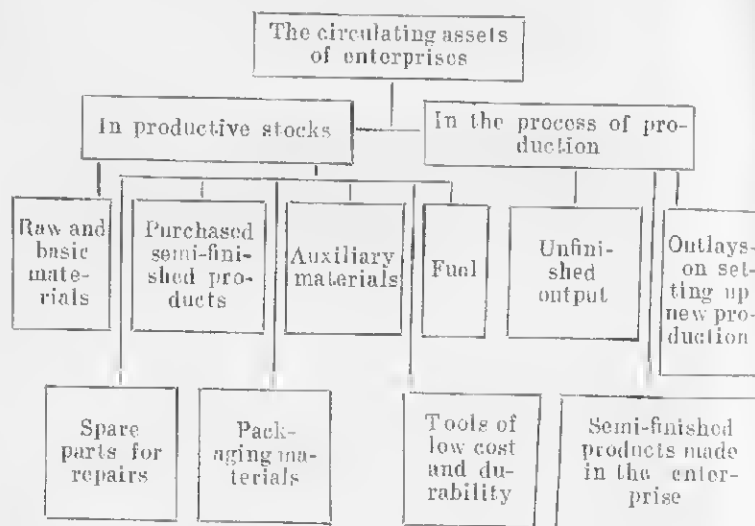 The circulating assets
of enterprises
In productive stocks
In the process of pro-
duction
Raw and
basic
mate-
rials
Purchased
semi-fini-
shed pro-
ducts
Auxiliary
materials
Fuel
Unfini-
shed
output
Outlays-
on set-
ting up
new pro-
duction
Spare
parts for
repairs
Pack-
aging ma-
terials
Tools of
low cost
and du-
rability
Semi-finished
products made
in the enter-
prise